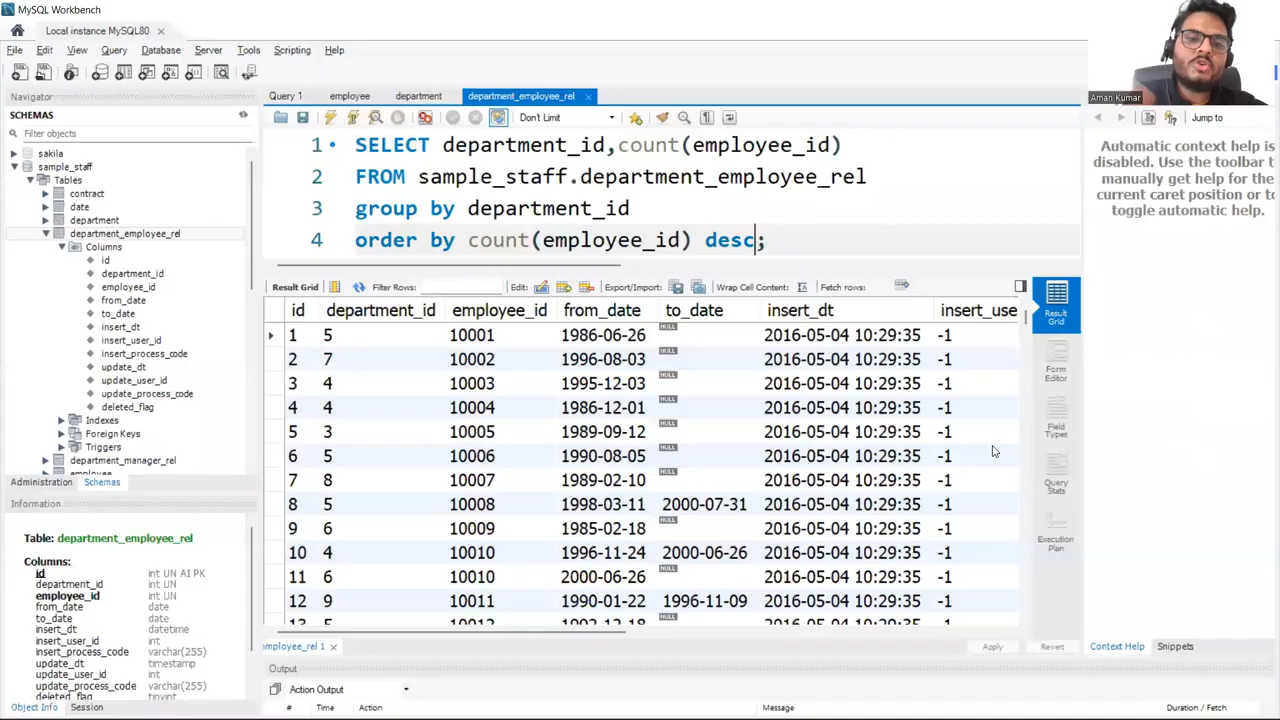 MySQL Workbench
Local instance MySQL80
File Edit View Query Database Server Tools Scripting Help
Navigator
SCHEMAS
Filter objects
sakila
sample_staff
Tables
contract
date
department
department_employee_rel
Columns
id
department_id
employee_id
from_date
to_date
insert_dt
insert_user_id
insert_process_code
update_dt
update_user_id
update_process_code
deleted_flag
Indexes
Foreign Keys
Triggers
department_manager_rel
Administration Schemas
Information
Table: department_employee_rel
Columns:
id int UN AI PK
department_id int UN
employee_id int UN
from_date date
to_date date
insert_dt datetime
insert_user_id int
insert_process_code varchar(255)
update_dt timestamp
update_user_id int
update_process_code varchar(255)
deleted_flag tinyint
Object Info Session
Query 1 employee department department_employee_rel
Don't Limit
1 SELECT department_id,count(employee_id)
2 FROM sample_staff.department_employee_rel
3 group by department_id
4 order by count(employee_id) desc;
Result Grid Filter Rows: Edit: Export/Import: Wrap Cell Content: Fetch rows:
id department_id employee_id from_date to_date insert_dt insert_use
1 5 10001 1986-06-26 NULL 2016-05-04 10:29:35 -1
2 7 10002 1996-08-03 NULL 2016-05-04 10:29:35 -1
3 4 10003 1995-12-03 NULL 2016-05-04 10:29:35 -1
4 4 10004 1986-12-01 NULL 2016-05-04 10:29:35 -1
5 3 10005 1989-09-12 NULL 2016-05-04 10:29:35 -1
6 5 10006 1990-08-05 NULL 2016-05-04 10:29:35 -1
7 8 10007 1989-02-10 NULL 2016-05-04 10:29:35 -1
8 5 10008 1998-03-11 2000-07-31 2016-05-04 10:29:35 -1
9 6 10009 1985-02-18 NULL 2016-05-04 10:29:35 -1
10 4 10010 1996-11-24 2000-06-26 2016-05-04 10:29:35 -1
11 6 10010 2000-06-26 NULL 2016-05-04 10:29:35 -1
12 9 10011 1990-01-22 1996-11-09 2016-05-04 10:29:35 -1
Result Grid
Form Editor
Field Types
Query Stats
Execution Plan
employee_rel 1
Apply Revert
Output
Action Output
# Time Action Message Duration / Fetch
Aman Kumar
Jump to
Automatic context help is
disabled. Use the toolbar t
manually get help for the
current caret position or to
toggle automatic help.
Context Help Snippets